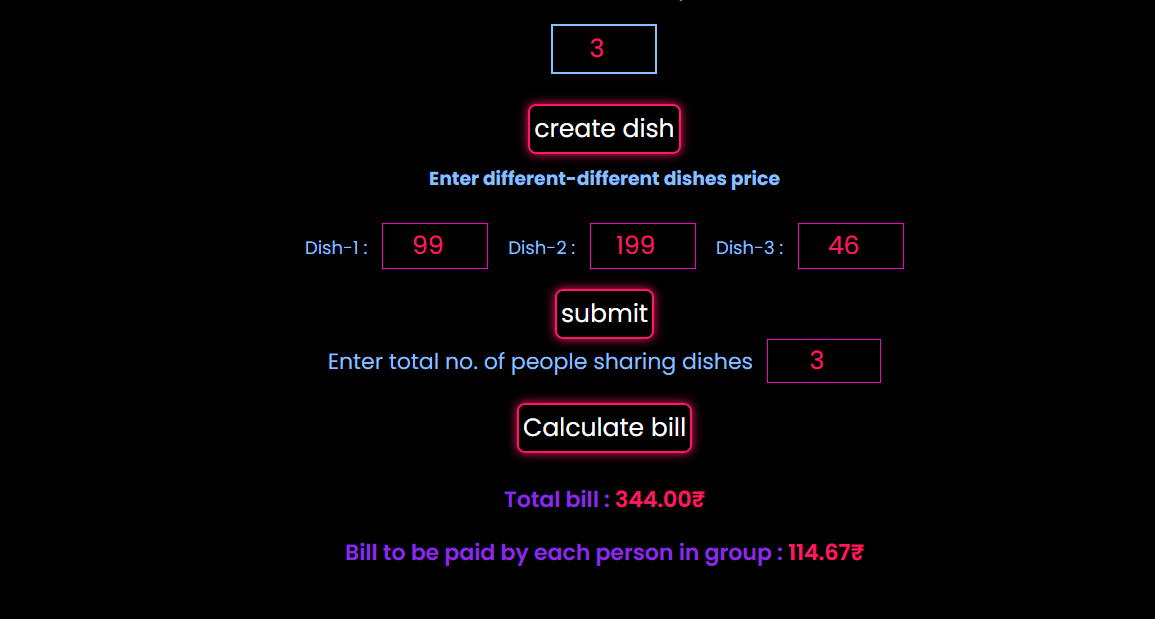 3
create dish
Enter different-different dishes price
Dish-1 : 99 Dish-2 : 199 Dish-3 : 46
submit
Enter total no. of people sharing dishes 3
Calculate bill
Total bill : 344.00₹
Bill to be paid by each person in group : 114.67₹